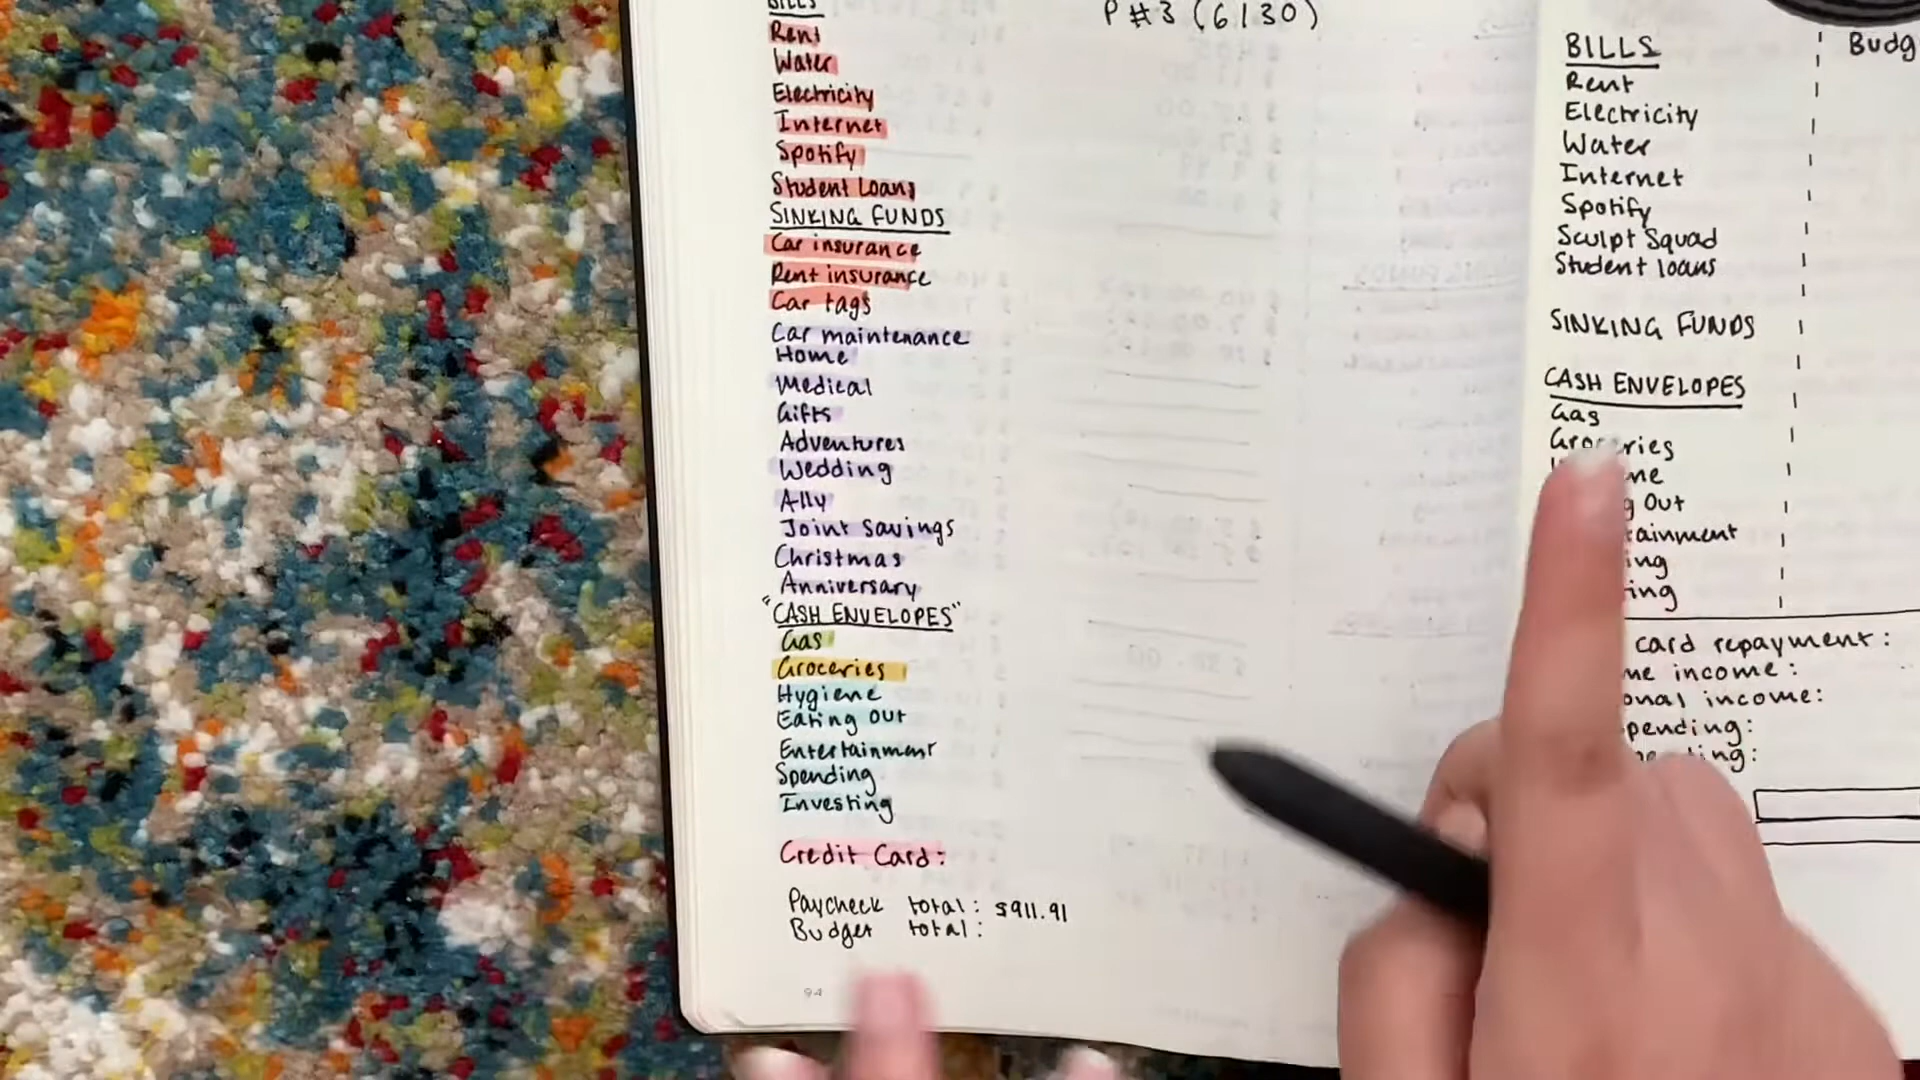 BILLS
Rent
Water
Electricity
Internet
Spotify
Student Loans
SINKING FUNDS
Car insurance
Rent insurance
Car tags
Car maintenance
Home
Medical
Gifts
Adventures
Wedding
Ally
Joint Savings
Christmas
Anniversary
"CASH ENVELOPES"
Gas
Groceries
Hygiene
Eating Out
Entertainment
Spending
Investing
Credit Card:
Paycheck total: $911.91
Budget total:
94
P #3 (6/30)
BILLS
Rent
Electricity
Water
Internet
Spotify
Sculpt Squad
Student loans
SINKING FUNDS
CASH ENVELOPES
Gas
Groceries
Out
card repayment:
income:
income:
Budg